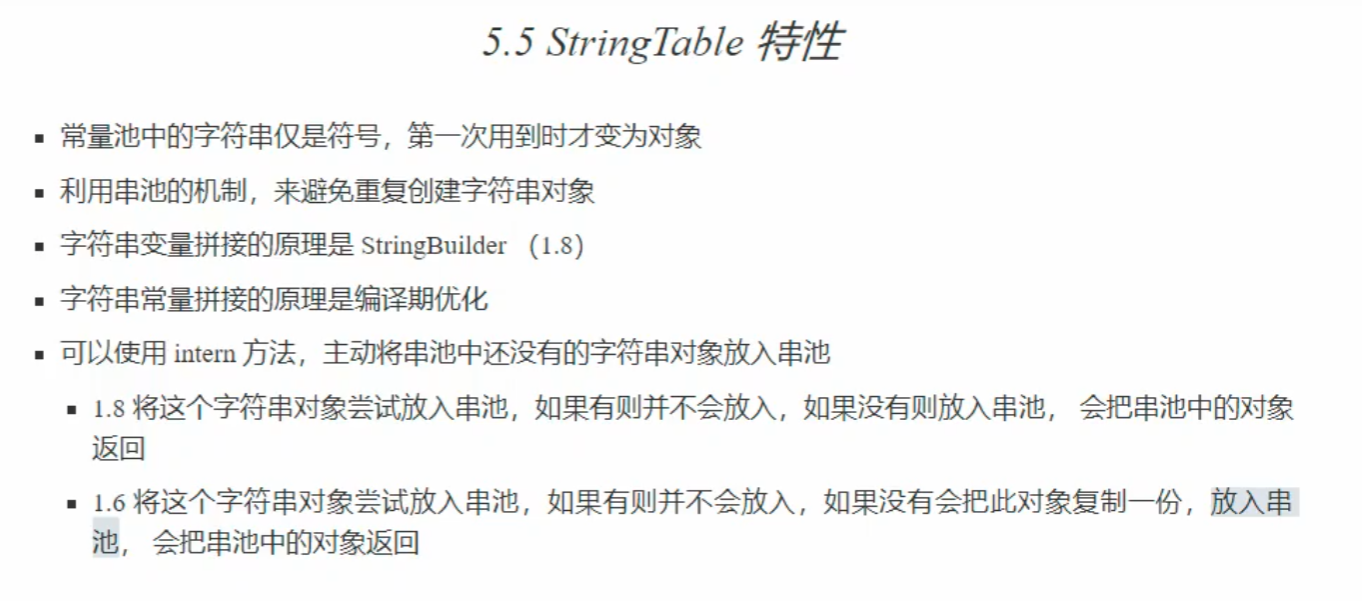 5.5 StringTable 特性
常量池中的字符串仅是符号，第一次用到时才变为对象
利用串池的机制，来避免重复创建字符串对象
字符串变量拼接的原理是 StringBuilder （1.8）
字符串常量拼接的原理是编译期优化
可以使用 intern 方法，主动将串池中还没有的字符串对象放入串池
1.8 将这个字符串对象尝试放入串池，如果有则并不会放入，如果没有则放入串池， 会把串池中的对象
返回
1.6 将这个字符串对象尝试放入串池，如果有则并不会放入，如果没有会把此对象复制一份，放入串
池， 会把串池中的对象返回